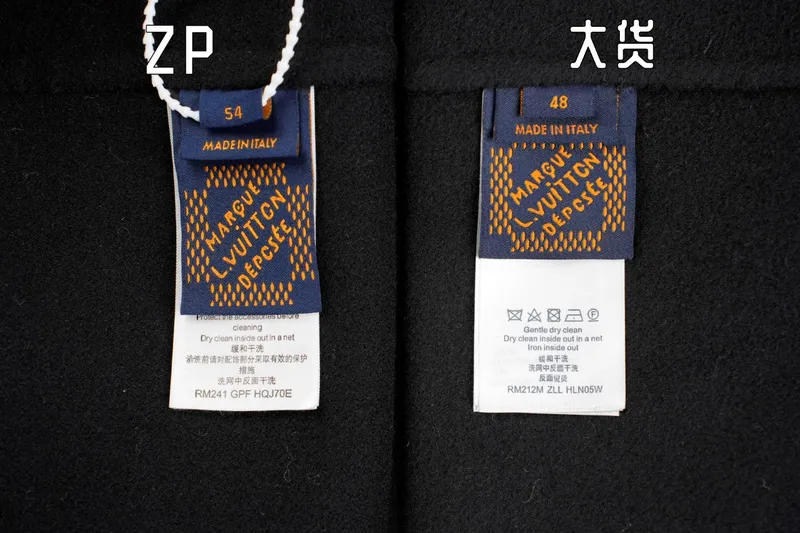 ZP
54
MADE IN ITALY
MARQUE
L.VUITTON
DÉPOSÉE
Protect the accessories before
cleaning
Dry clean inside out in a net
缓和干洗
洗涤前请对配饰部分采取有效的保护
措施
洗网中反面干洗
RM241 GPF HQJ70E
大货
48
MADE IN ITALY
MARQUE
L.VUITTON
DÉPOSÉE
Gentle dry clean
Dry clean inside out in a net
Iron inside out
缓和干洗
洗网中反面干洗
反面熨烫
RM212M ZLL HLN05W